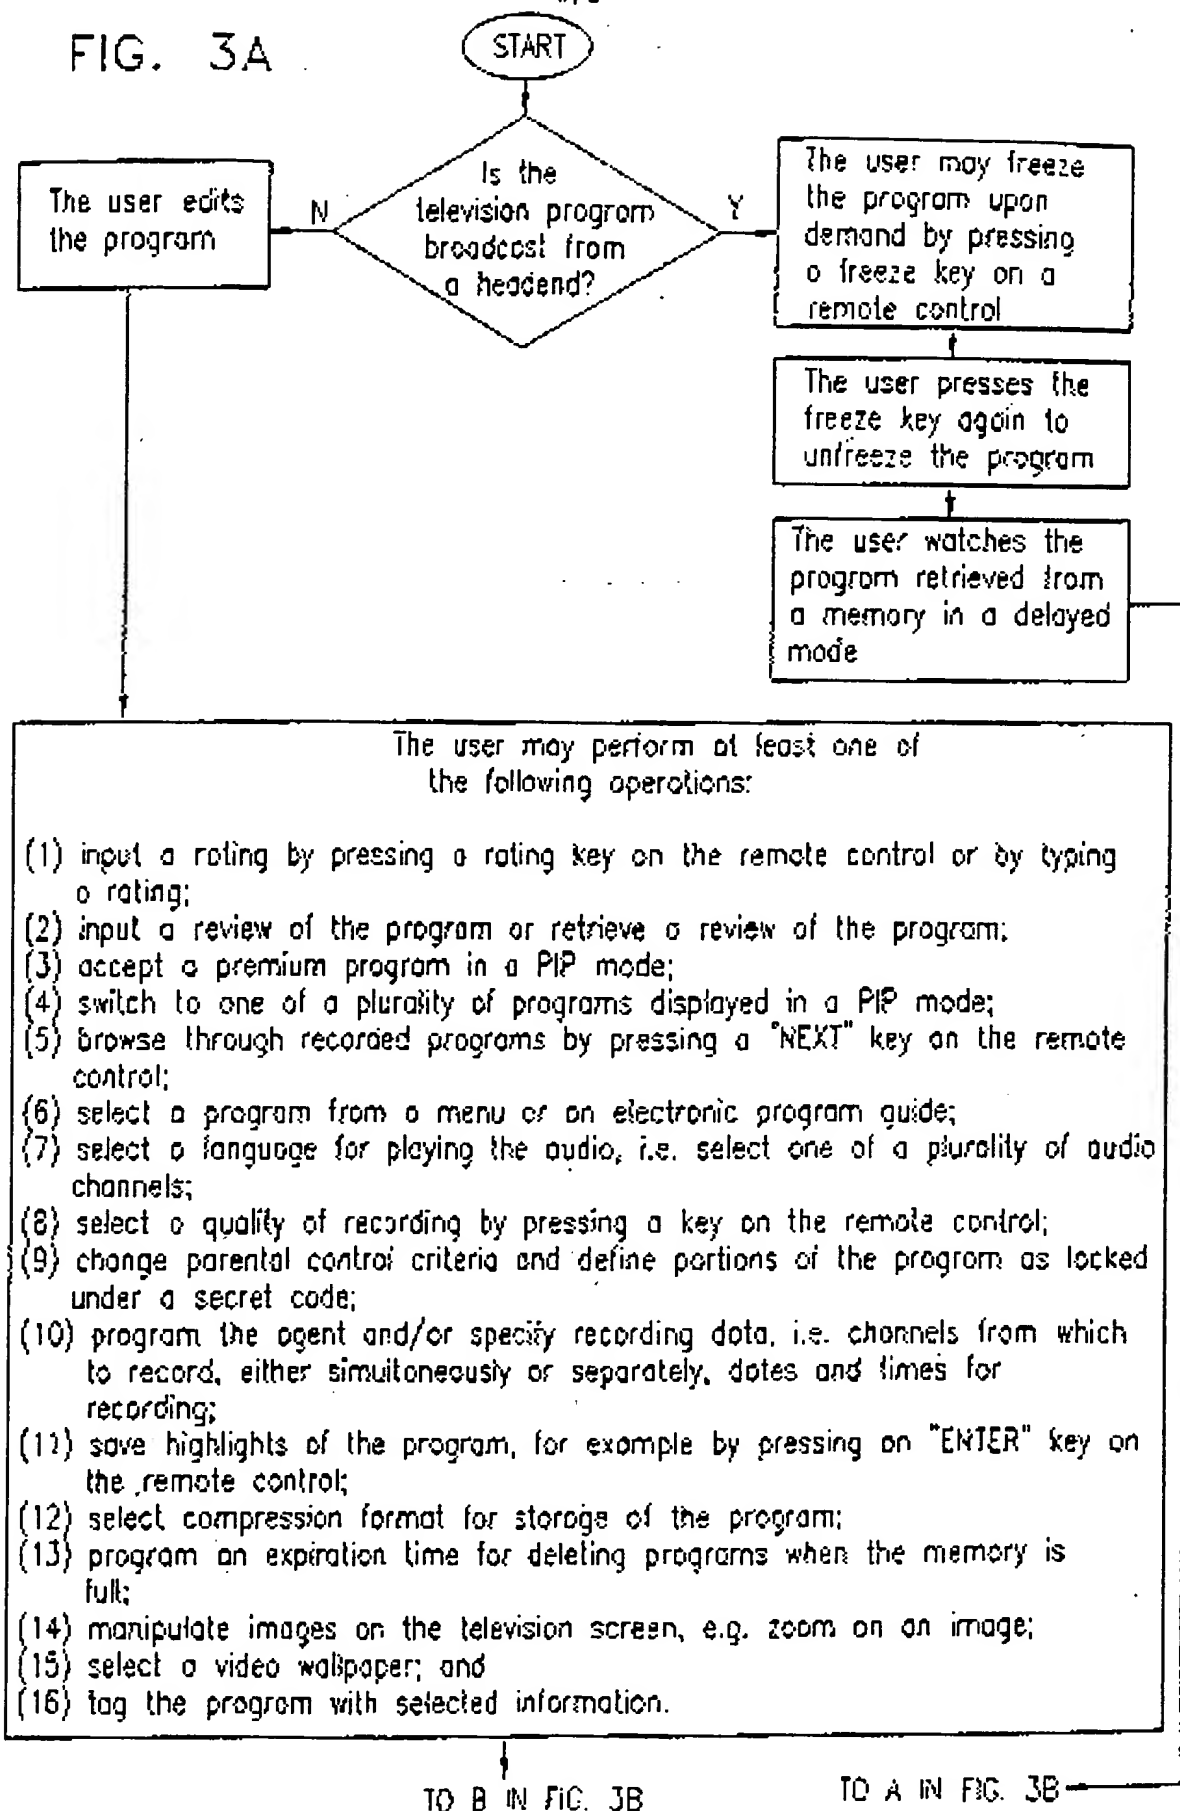 FIG. 3A
START
Is the
television program
broadcast from
a headend?
N
Y
The user edits
the program
The user may freeze
the program upon
demand by pressing
a freeze key on a
remote control
The user presses the
freeze key again to
unfreeze the program
The user watches the
program retrieved from
a memory in a delayed
mode
The user may perform at least one of
the following operations:
(1) input a rating by pressing a rating key on the remote control or by typing
a rating;
(2) input a review of the program or retrieve a review of the program;
(3) accept a premium program in a PIP mode;
(4) switch to one of a plurality of programs displayed in a PIP mode;
(5) browse through recorded programs by pressing a "NEXT" key on the remote
control;
(6) select a program from a menu or an electronic program guide;
(7) select a language for playing the audio, i.e. select one of a plurality of audio
channels;
(8) select a quality of recording by pressing a key on the remote control;
(9) change parental control criteria and define portions of the program as locked
under a secret code;
(10) program the agent and/or specify recording data, i.e. channels from which
to record, either simultaneously or separately, dates and times for
recording;
(11) save highlights of the program, for example by pressing an "ENTER" key on
the remote control;
(12) select compression format for storage of the program;
(13) program an expiration time for deleting programs when the memory is
full;
(14) manipulate images on the television screen, e.g. zoom on an image;
(15) select a video wallpaper; and
(16) tag the program with selected information.
TO B IN FIG. 3B
TO A IN FIG. 3B